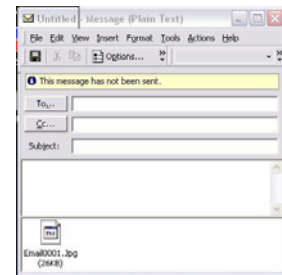 Untitled - Message (Plain Text)
File Edit View Insert Format Tools Actions Help
Options...
This message has not been sent.
To...
Cc...
Subject:
Email0001.Jpg
(26KB)